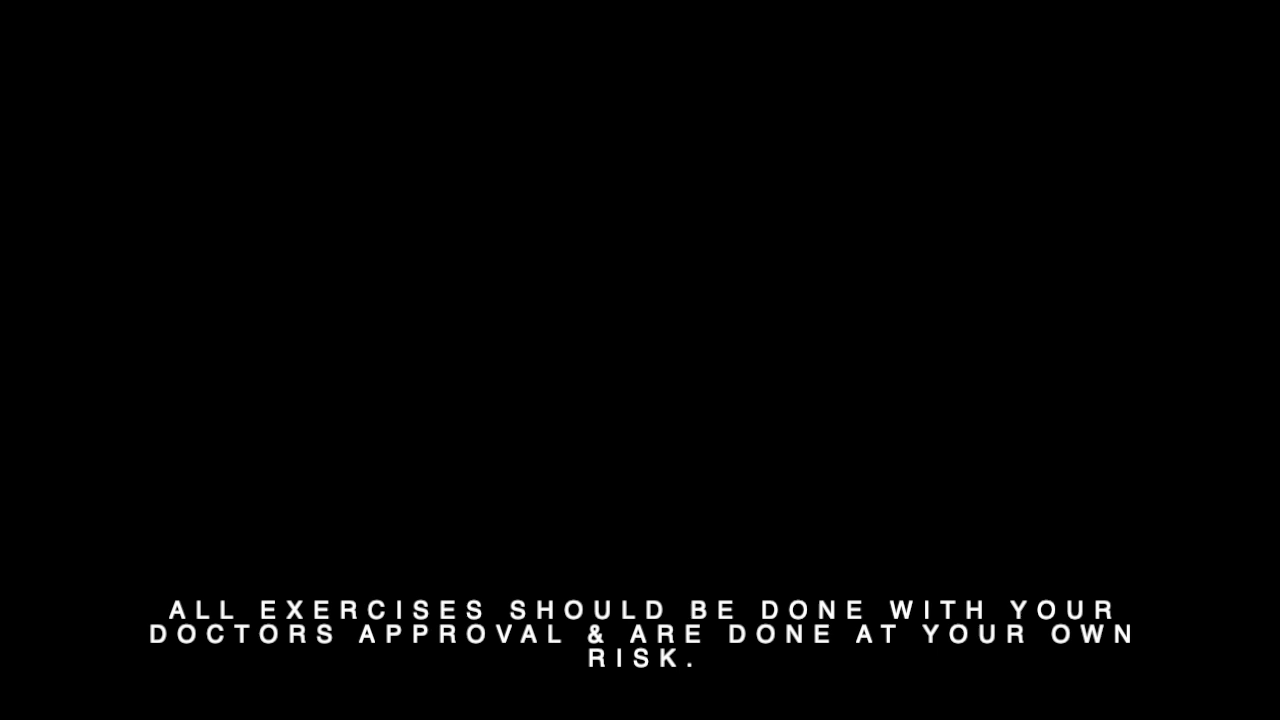 ALL EXERCISES SHOULD BE DONE WITH YOUR
DOCTORS APPROVAL & ARE DONE AT YOUR OWN
RISK.